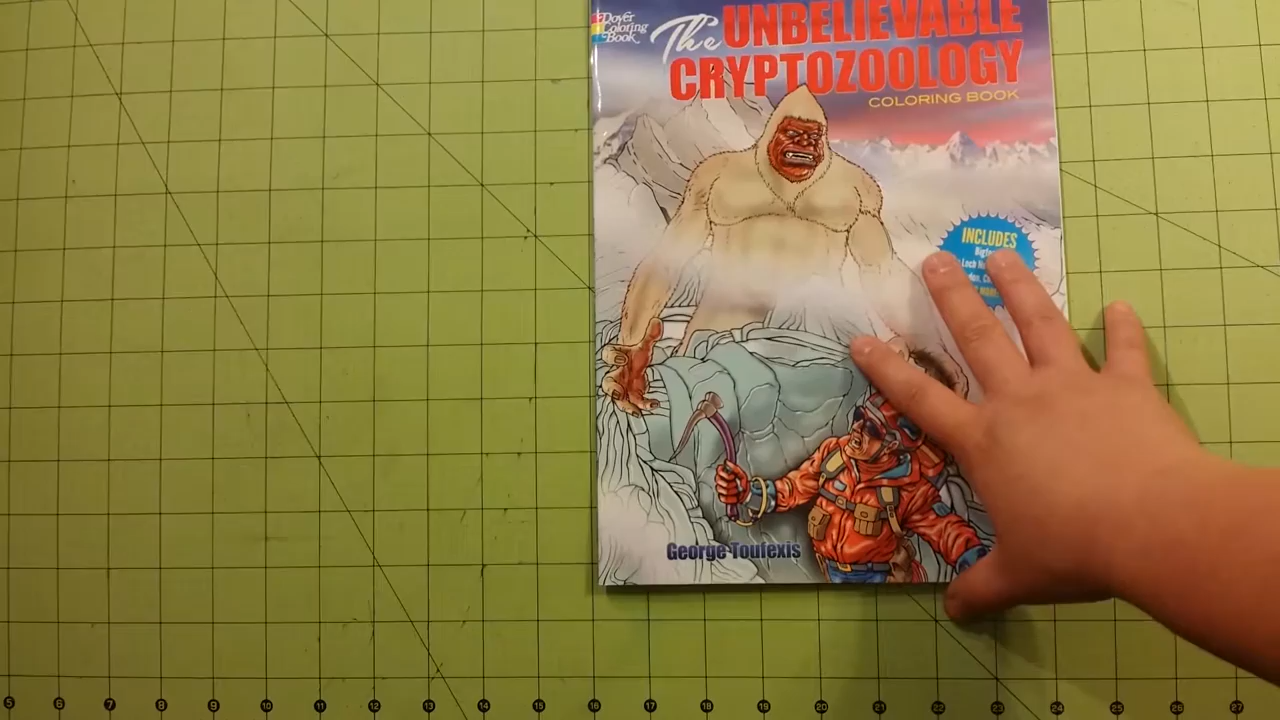 Dover
Coloring
Book
The UNBELIEVABLE
CRYPTOZOOLOGY
COLORING BOOK
INCLUDES
Loch
George Toufexis
5 6 7 8 9 10 11 12 13 14 15 16 17 18 19 20 21 22 23 24 25 26 27